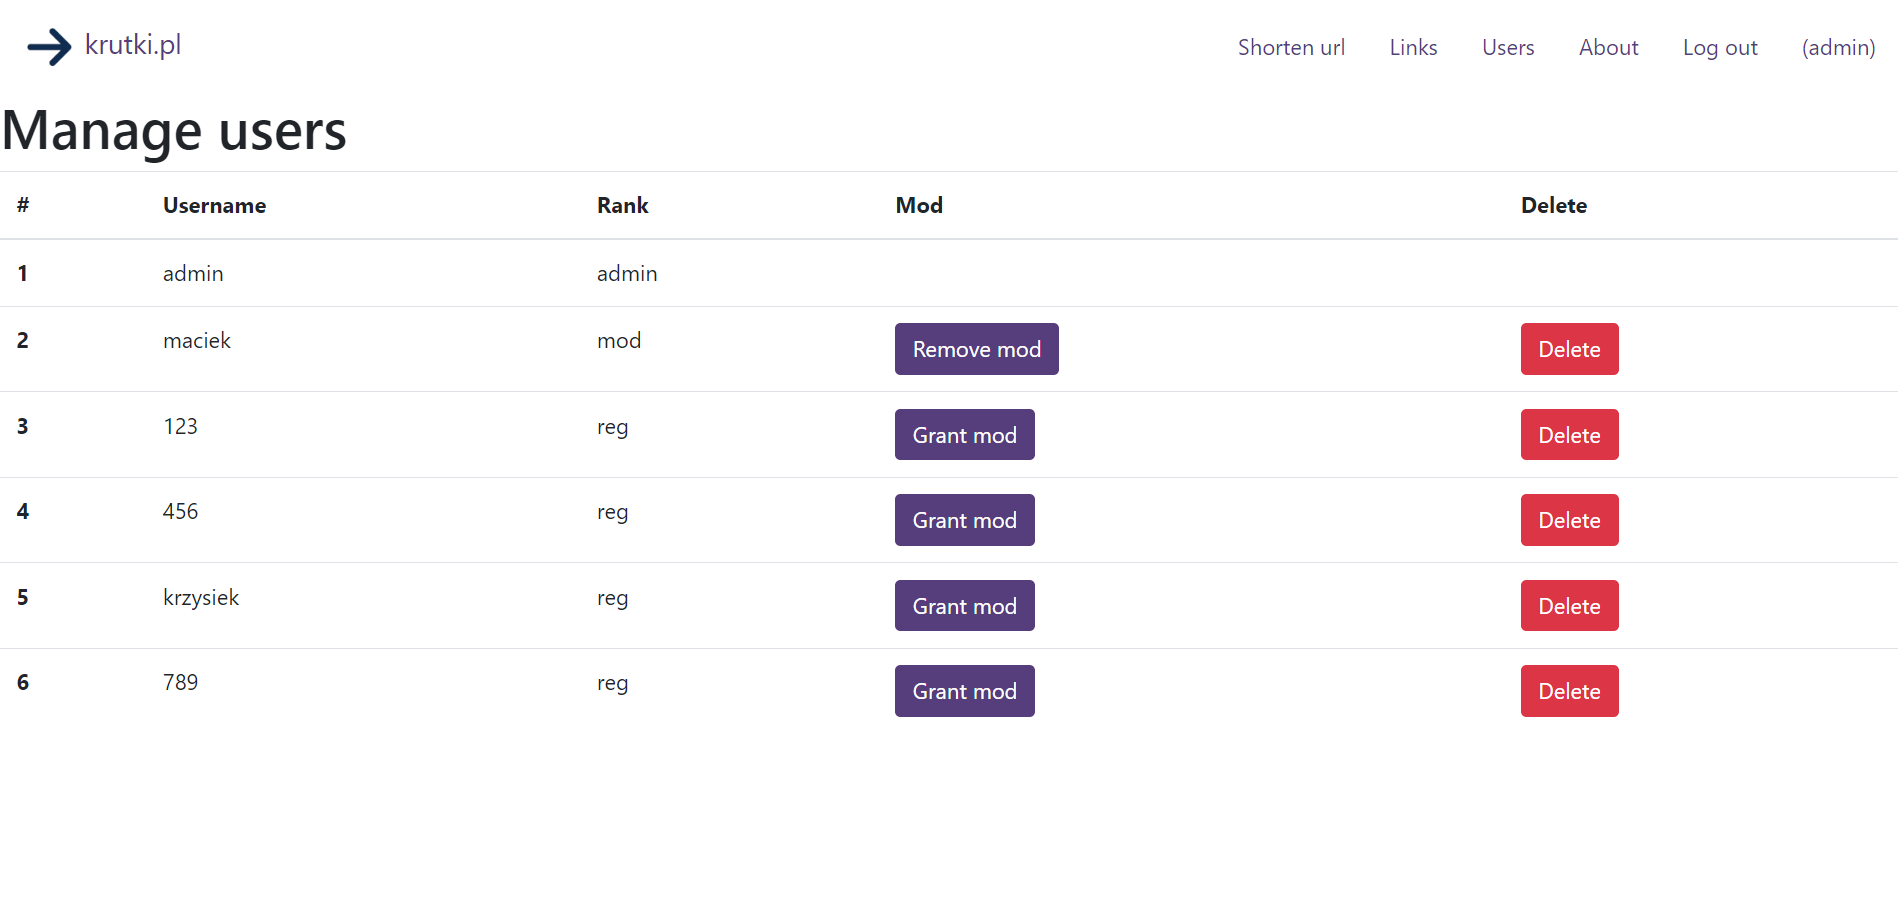 krutki.pl Shorten url Links Users About Log out (admin)
Manage users
# Username Rank Mod Delete
1 admin admin
2 maciek mod Remove mod Delete
3 123 reg Grant mod Delete
4 456 reg Grant mod Delete
5 krzysiek reg Grant mod Delete
6 789 reg Grant mod Delete